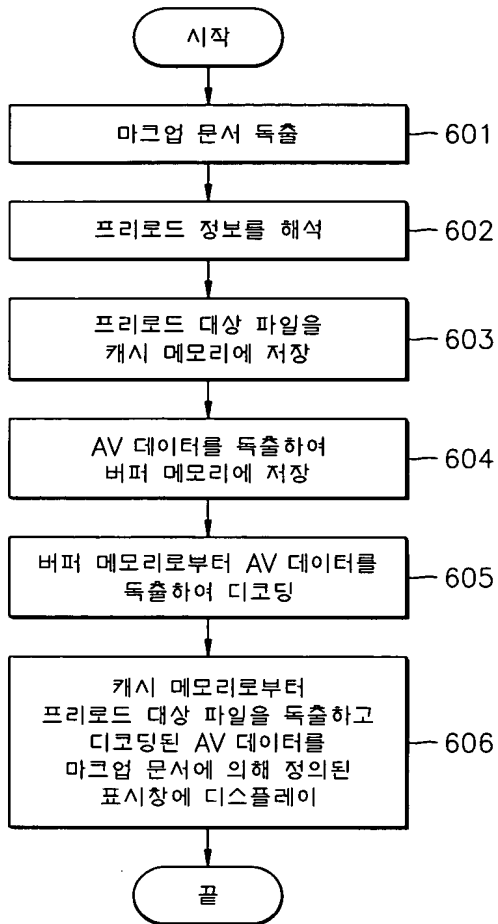 시작
마크업 문서 독출
601
프리로드 정보를 해석
602
프리로드 대상 파일을
캐시 메모리에 저장
603
AV 데이터를 독출하여
버퍼 메모리에 저장
604
버퍼 메모리로부터 AV 데이터를
독출하여 디코딩
605
캐시 메모리로부터
프리로드 대상 파일을 독출하고
디코딩된 AV 데이터를
마크업 문서에 의해 정의된
표시창에 디스플레이
606
끝